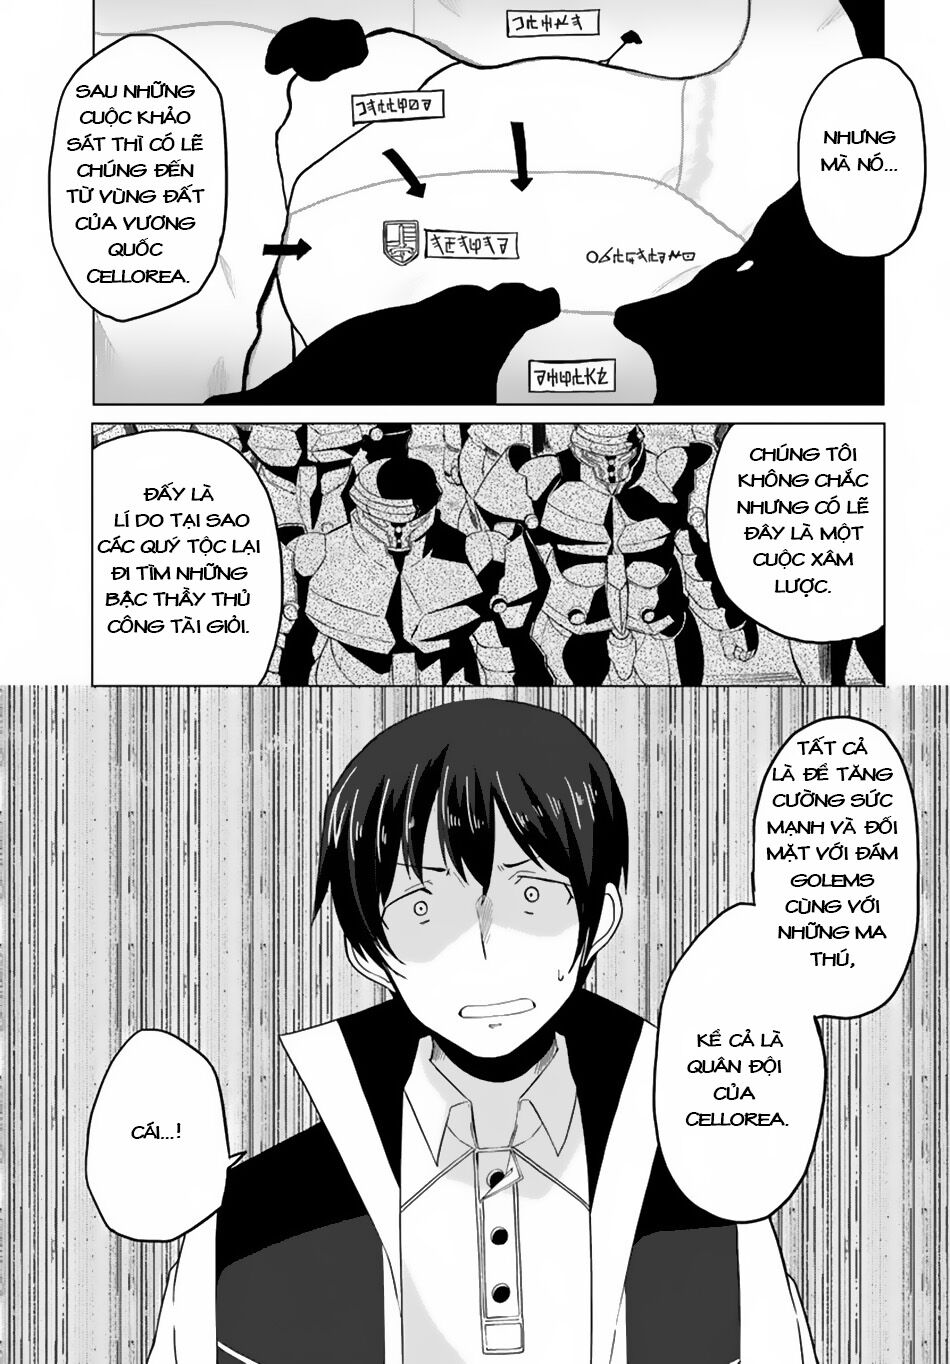 NHƯNG
MÀ NÓ...
SAU NHỮNG
CUỘC KHẢO
SÁT THÌ CÓ LẼ
CHÚNG ĐẾN
TỪ VÙNG ĐẤT
CỦA VƯƠNG
QUỐC
CELLOREA.
CHÚNG TÔI
KHÔNG CHẮC
NHƯNG CÓ LẼ
ĐÂY LÀ MỘT
CUỘC XÂM
LƯỢC.
ĐẤY LÀ
LÍ DO TẠI SAO
CÁC QUÝ TỘC LẠI
ĐI TÌM NHỮNG
BẬC THẦY THỦ
CÔNG TÀI GIỎI.
TẤT CẢ
LÀ ĐỂ TĂNG
CƯỜNG SỨC
MẠNH VÀ ĐỐI
MẶT VỚI ĐÁM
GOLEMS
CÙNG VỚI
NHỮNG MA
THÚ,
KỂ CẢ LÀ
QUÂN ĐỘI
CỦA
CELLOREA.
CÁI...!